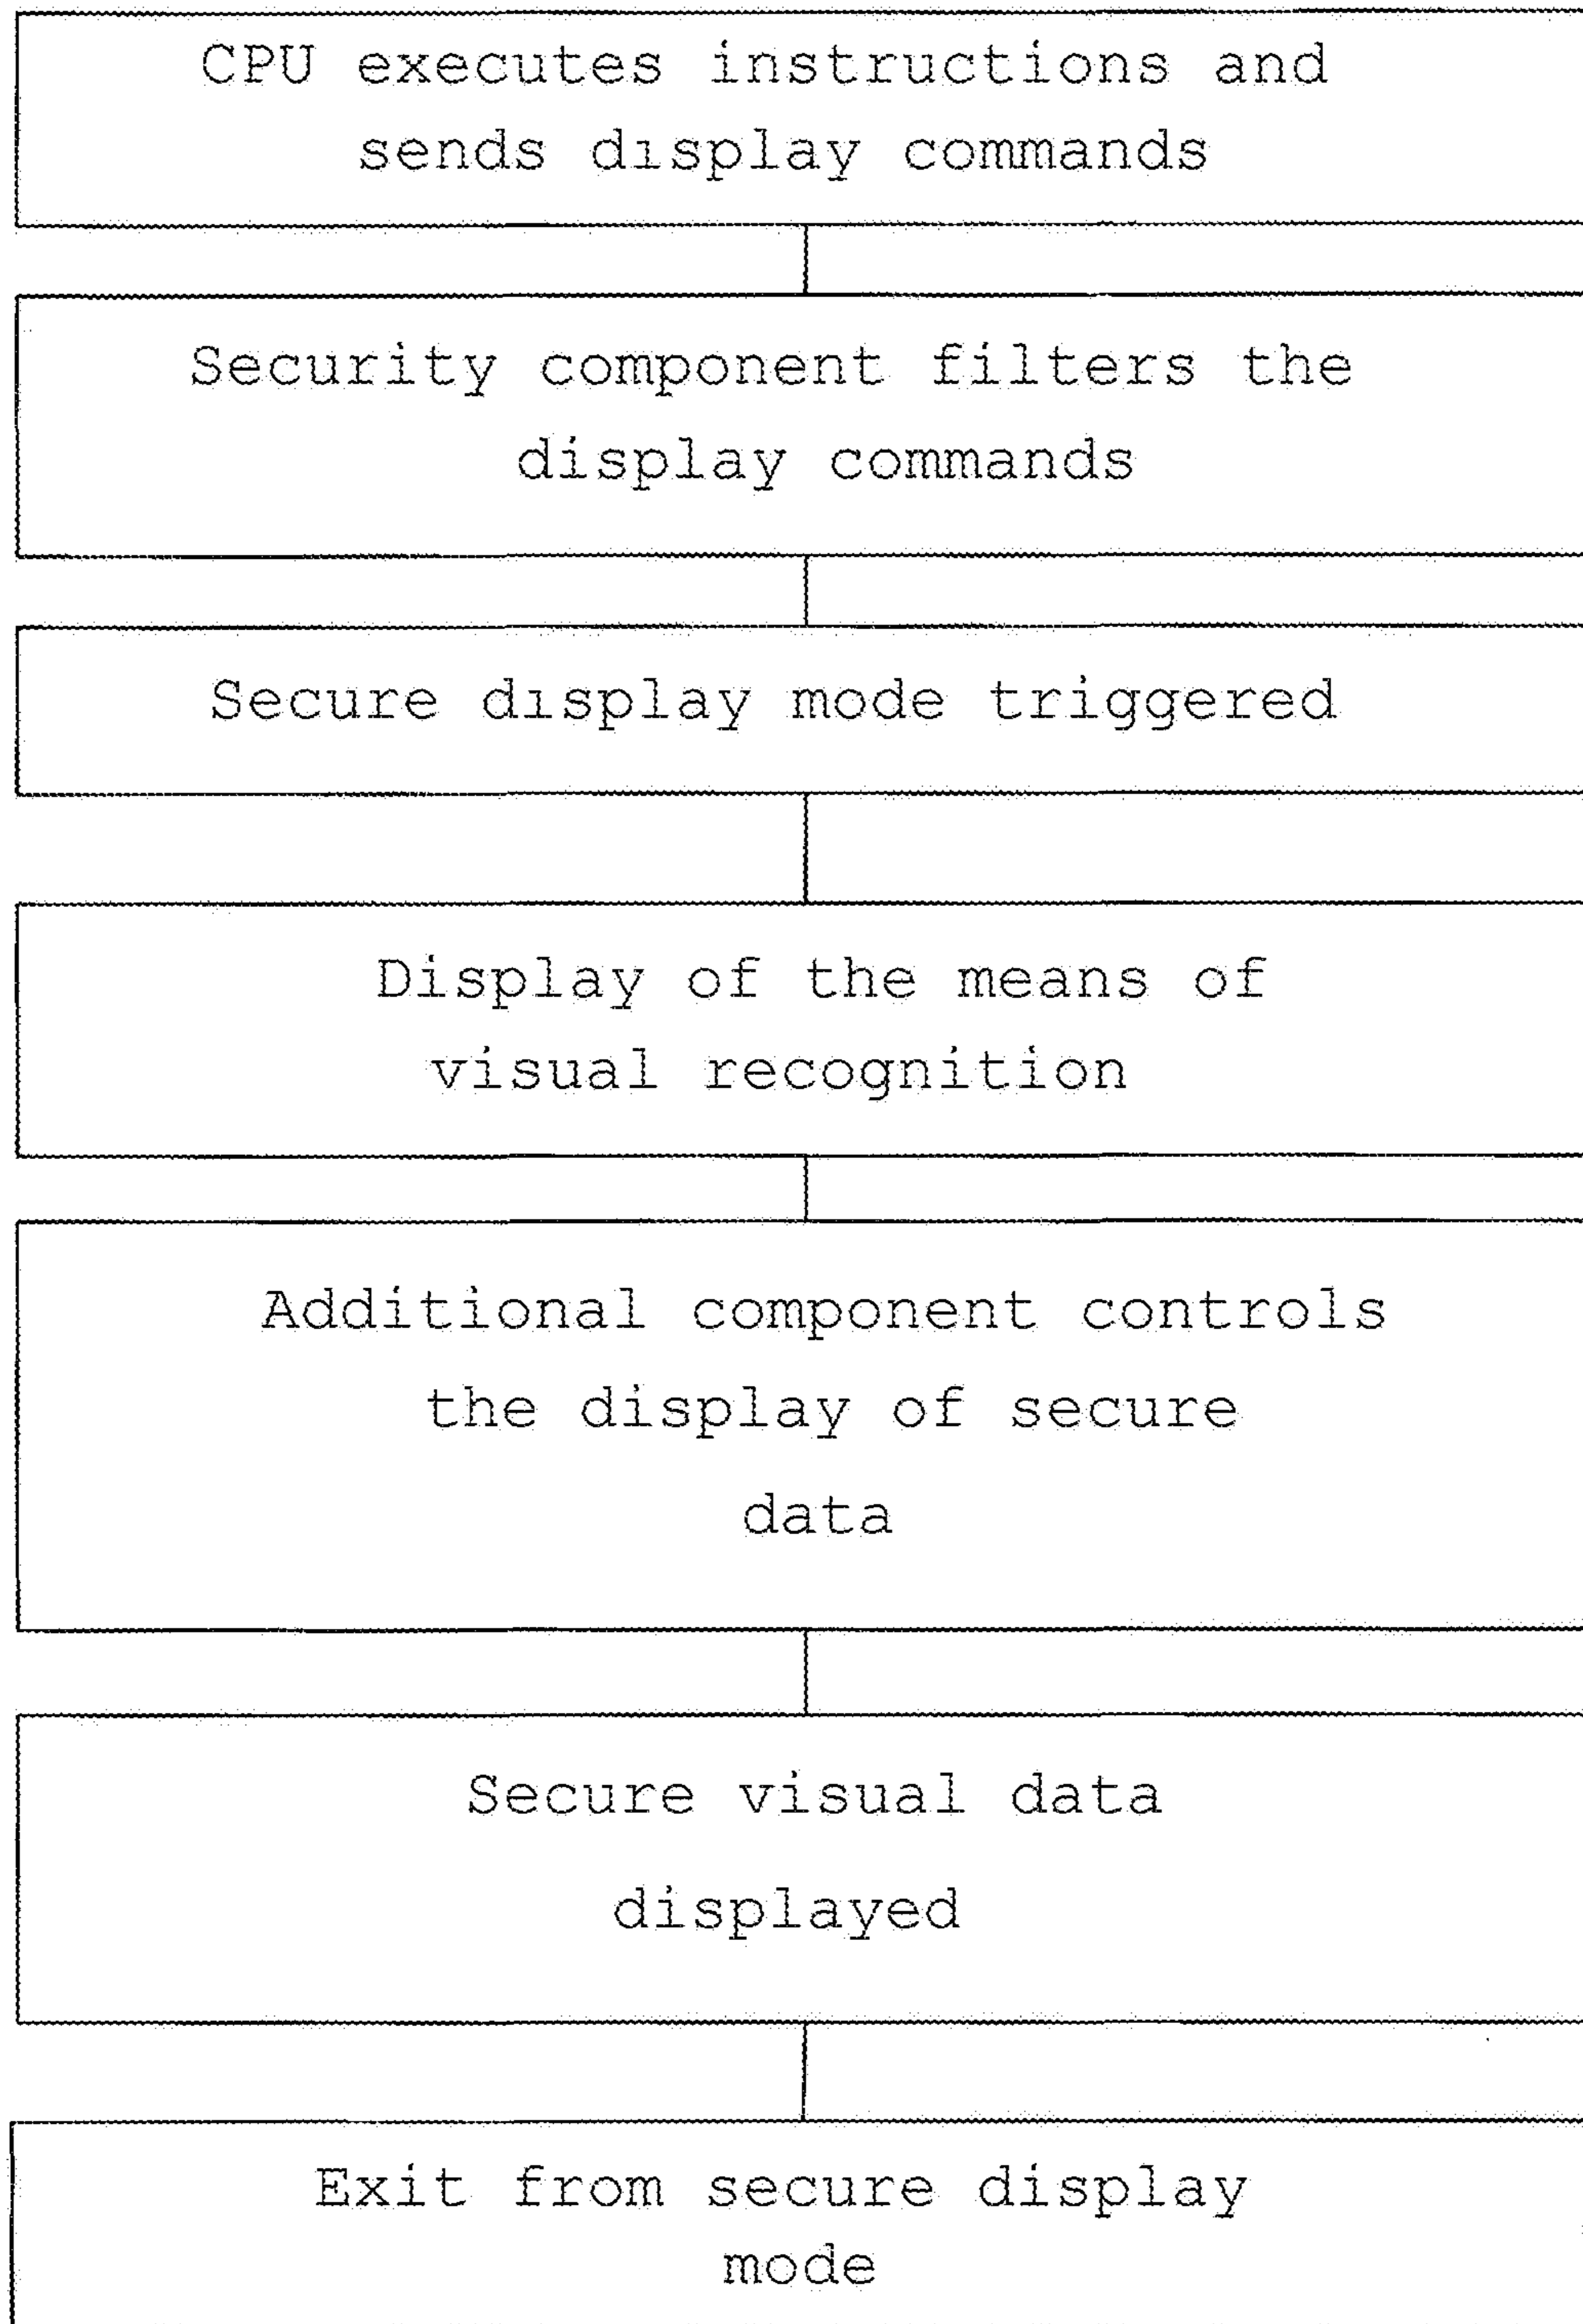 CPU executes instructions and
sends display commands
Security component filters the
display commands
Secure display mode triggered
Display of the means of
visual recognition
Additional component controls
the display of secure
data
Secure visual data
displayed
Exit from secure display
mode